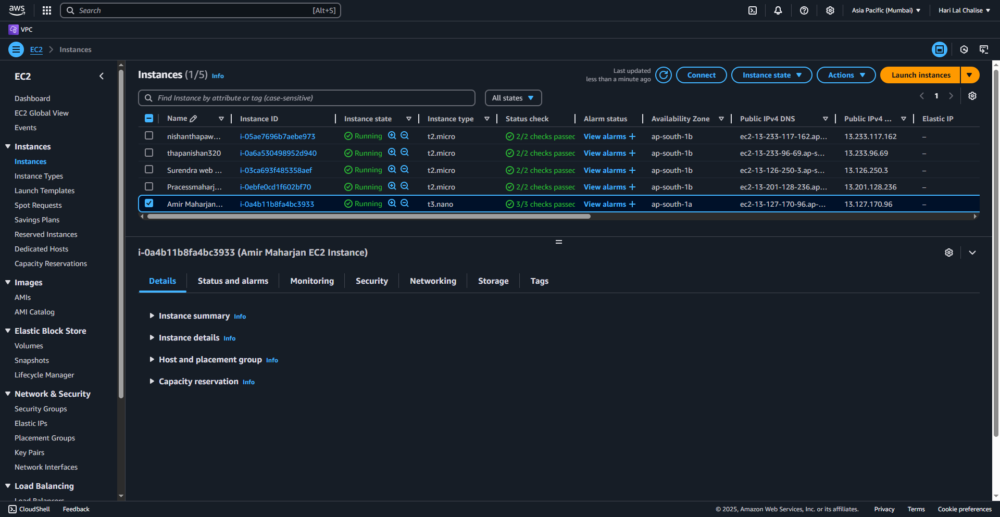 aws
Search [Alt+S]
Asia Pacific (Mumbai)
Hari Lal Chalise
VPC
EC2
Instances
EC2
Dashboard
EC2 Global View
Events
Instances
Instances
Instance Types
Launch Templates
Spot Requests
Savings Plans
Reserved Instances
Dedicated Hosts
Capacity Reservations
Images
AMIs
AMI Catalog
Elastic Block Store
Volumes
Snapshots
Lifecycle Manager
Network & Security
Security Groups
Elastic IPs
Placement Groups
Key Pairs
Network Interfaces
Load Balancing
Load Balancers
Instances (1/5) Info
Last updated
less than a minute ago
Connect
Instance state
Actions
Launch instances
Find Instance by attribute or tag (case-sensitive)
All states
1
Name Instance ID Instance state Instance type Status check Alarm status Availability Zone Public IPv4 DNS Public IPv4 ... Elastic IP
nishanthapaw... i-05ae7696b7aebe973 Running t2.micro 2/2 checks passec View alarms + ap-south-1b ec2-13-233-117-162.ap... 13.233.117.162 –
thapanishan320 i-0a6a530498952d940 Running t2.micro 2/2 checks passec View alarms + ap-south-1b ec2-13-233-96-69.ap-s... 13.233.96.69 –
Surendra web ... i-03ca693f485358aef Running t2.micro 2/2 checks passec View alarms + ap-south-1b ec2-13-126-250-3.ap-s... 13.126.250.3 –
Pracessmaharj... i-0ebfe0cd1f602bf70 Running t2.micro 2/2 checks passec View alarms + ap-south-1b ec2-13-201-128-236.ap... 13.201.128.236 –
Amir Maharjan... i-0a4b11b8fa4bc3933 Running t3.nano 3/3 checks passec View alarms + ap-south-1a ec2-13-127-170-96.ap-... 13.127.170.96 –
i-0a4b11b8fa4bc3933 (Amir Maharjan EC2 Instance)
Details Status and alarms Monitoring Security Networking Storage Tags
Instance summary Info
Instance details Info
Host and placement group Info
Capacity reservation Info
CloudShell Feedback
© 2025, Amazon Web Services, Inc. or its affiliates. Privacy Terms Cookie preferences